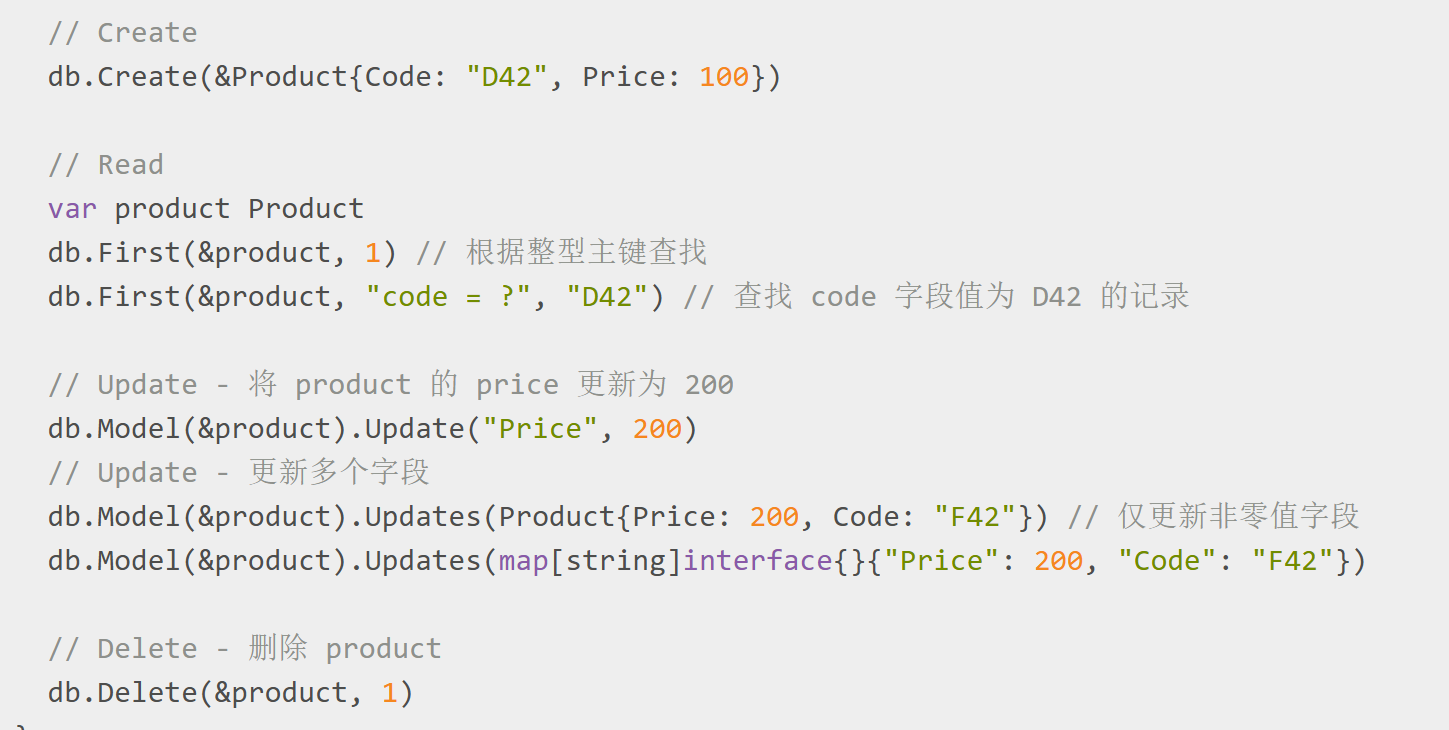 // Create
db.Create(&Product{Code: "D42", Price: 100})
// Read
var product Product
db.First(&product, 1) // 根据整型主键查找
db.First(&product, "code = ?", "D42") // 查找 code 字段值为 D42 的记录
// Update - 将 product 的 price 更新为 200
db.Model(&product).Update("Price", 200)
// Update - 更新多个字段
db.Model(&product).Updates(Product{Price: 200, Code: "F42"}) // 仅更新非零值字段
db.Model(&product).Updates(map[string]interface{}{"Price": 200, "Code": "F42"})
// Delete - 删除 product
db.Delete(&product, 1)
}